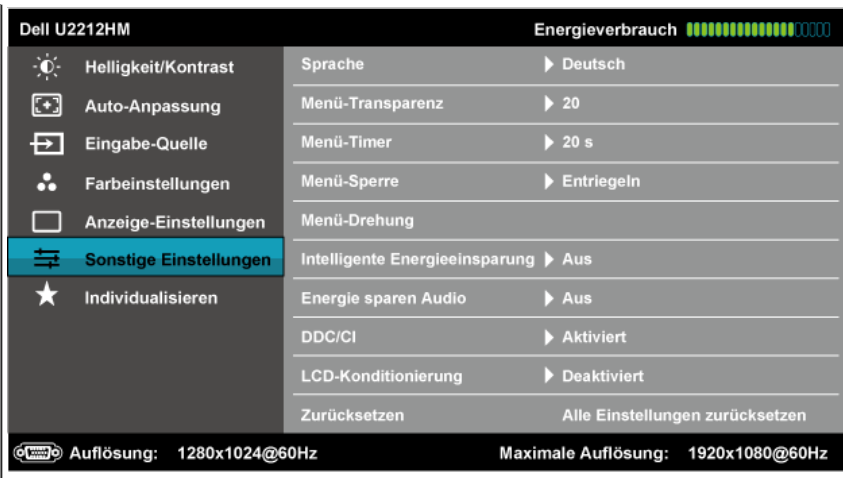 Dell U2212HM Energieverbrauch
Helligkeit/Kontrast
Auto-Anpassung
Eingabe-Quelle
Farbeinstellungen
Anzeige-Einstellungen
Sonstige Einstellungen
Individualisieren
Sprache Deutsch
Menü-Transparenz 20
Menü-Timer 20 s
Menü-Sperre Entriegeln
Menü-Drehung
Intelligente Energieeinsparung Aus
Energie sparen Audio Aus
DDC/CI Aktiviert
LCD-Konditionierung Deaktiviert
Zurücksetzen Alle Einstellungen zurücksetzen
Auflösung: 1280x1024@60Hz Maximale Auflösung: 1920x1080@60Hz